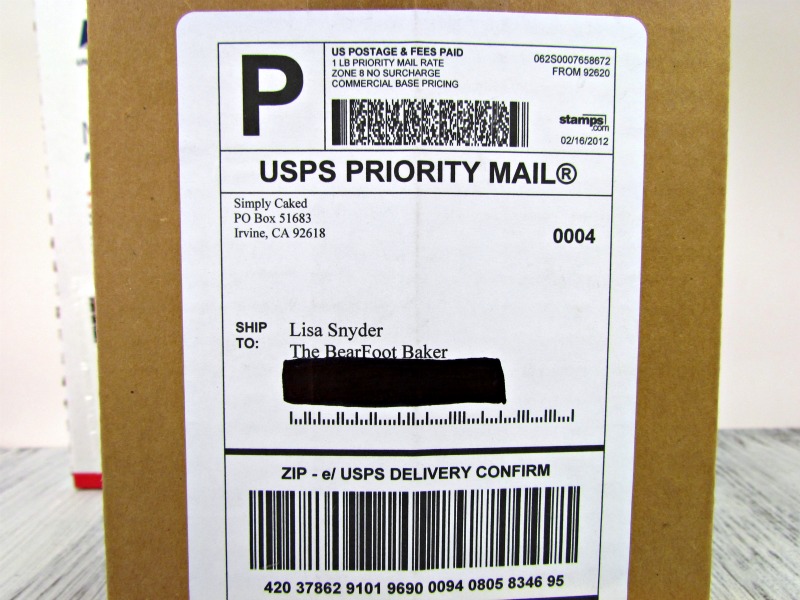 P
US POSTAGE & FEES PAID
1 LB PRIORITY MAIL RATE
ZONE 8 NO SURCHARGE
COMMERCIAL BASE PRICING
062S0007658672
FROM 92620
stamps
.com
02/16/2012
USPS PRIORITY MAIL®
Simply Caked
PO Box 51683
Irvine, CA 92618
0004
SHIP TO:
Lisa Snyder
The BearFoot Baker
ZIP - e/ USPS DELIVERY CONFIRM
420 37862 9101 9690 0094 0805 8346 95